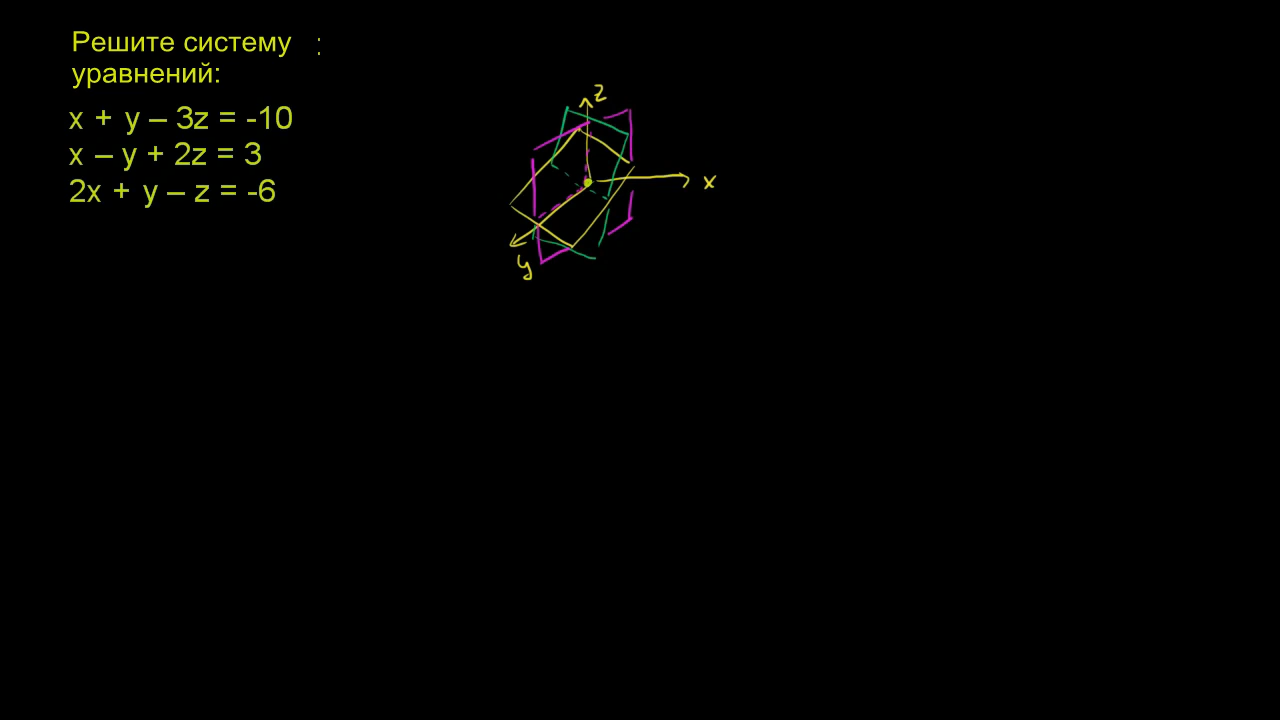 Решите систему :
уравнений:
x + y – 3z = -10
x – y + 2z = 3
2x + y – z = -6
z
x
y